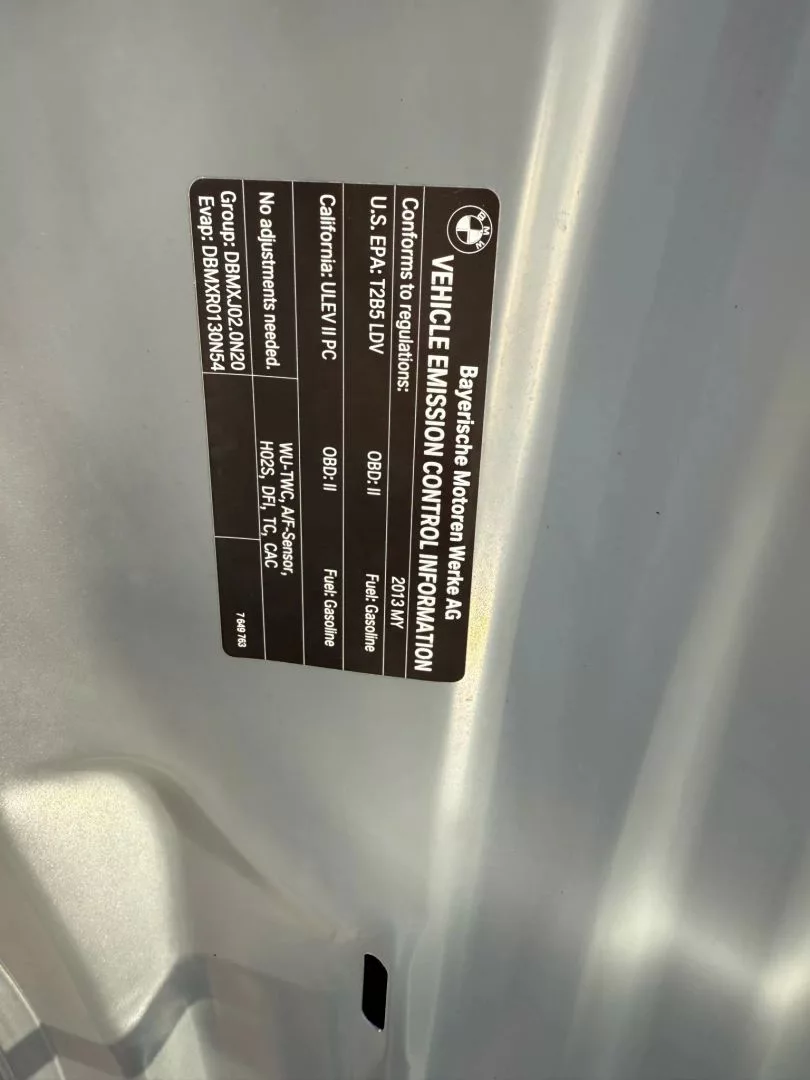 BMW
Bayerische Motoren Werke AG
VEHICLE EMISSION CONTROL INFORMATION
Conforms to regulations: 2013 MY
U.S. EPA: T2B5 LDV OBD: II Fuel: Gasoline
California: ULEV II PC OBD: II Fuel: Gasoline
No adjustments needed. WU-TWC, A/F-Sensor,
H02S, DFI, TC, CAC
Group: DBMXJ02.0N20
Evap: DBMXR0130N54
7 649 763